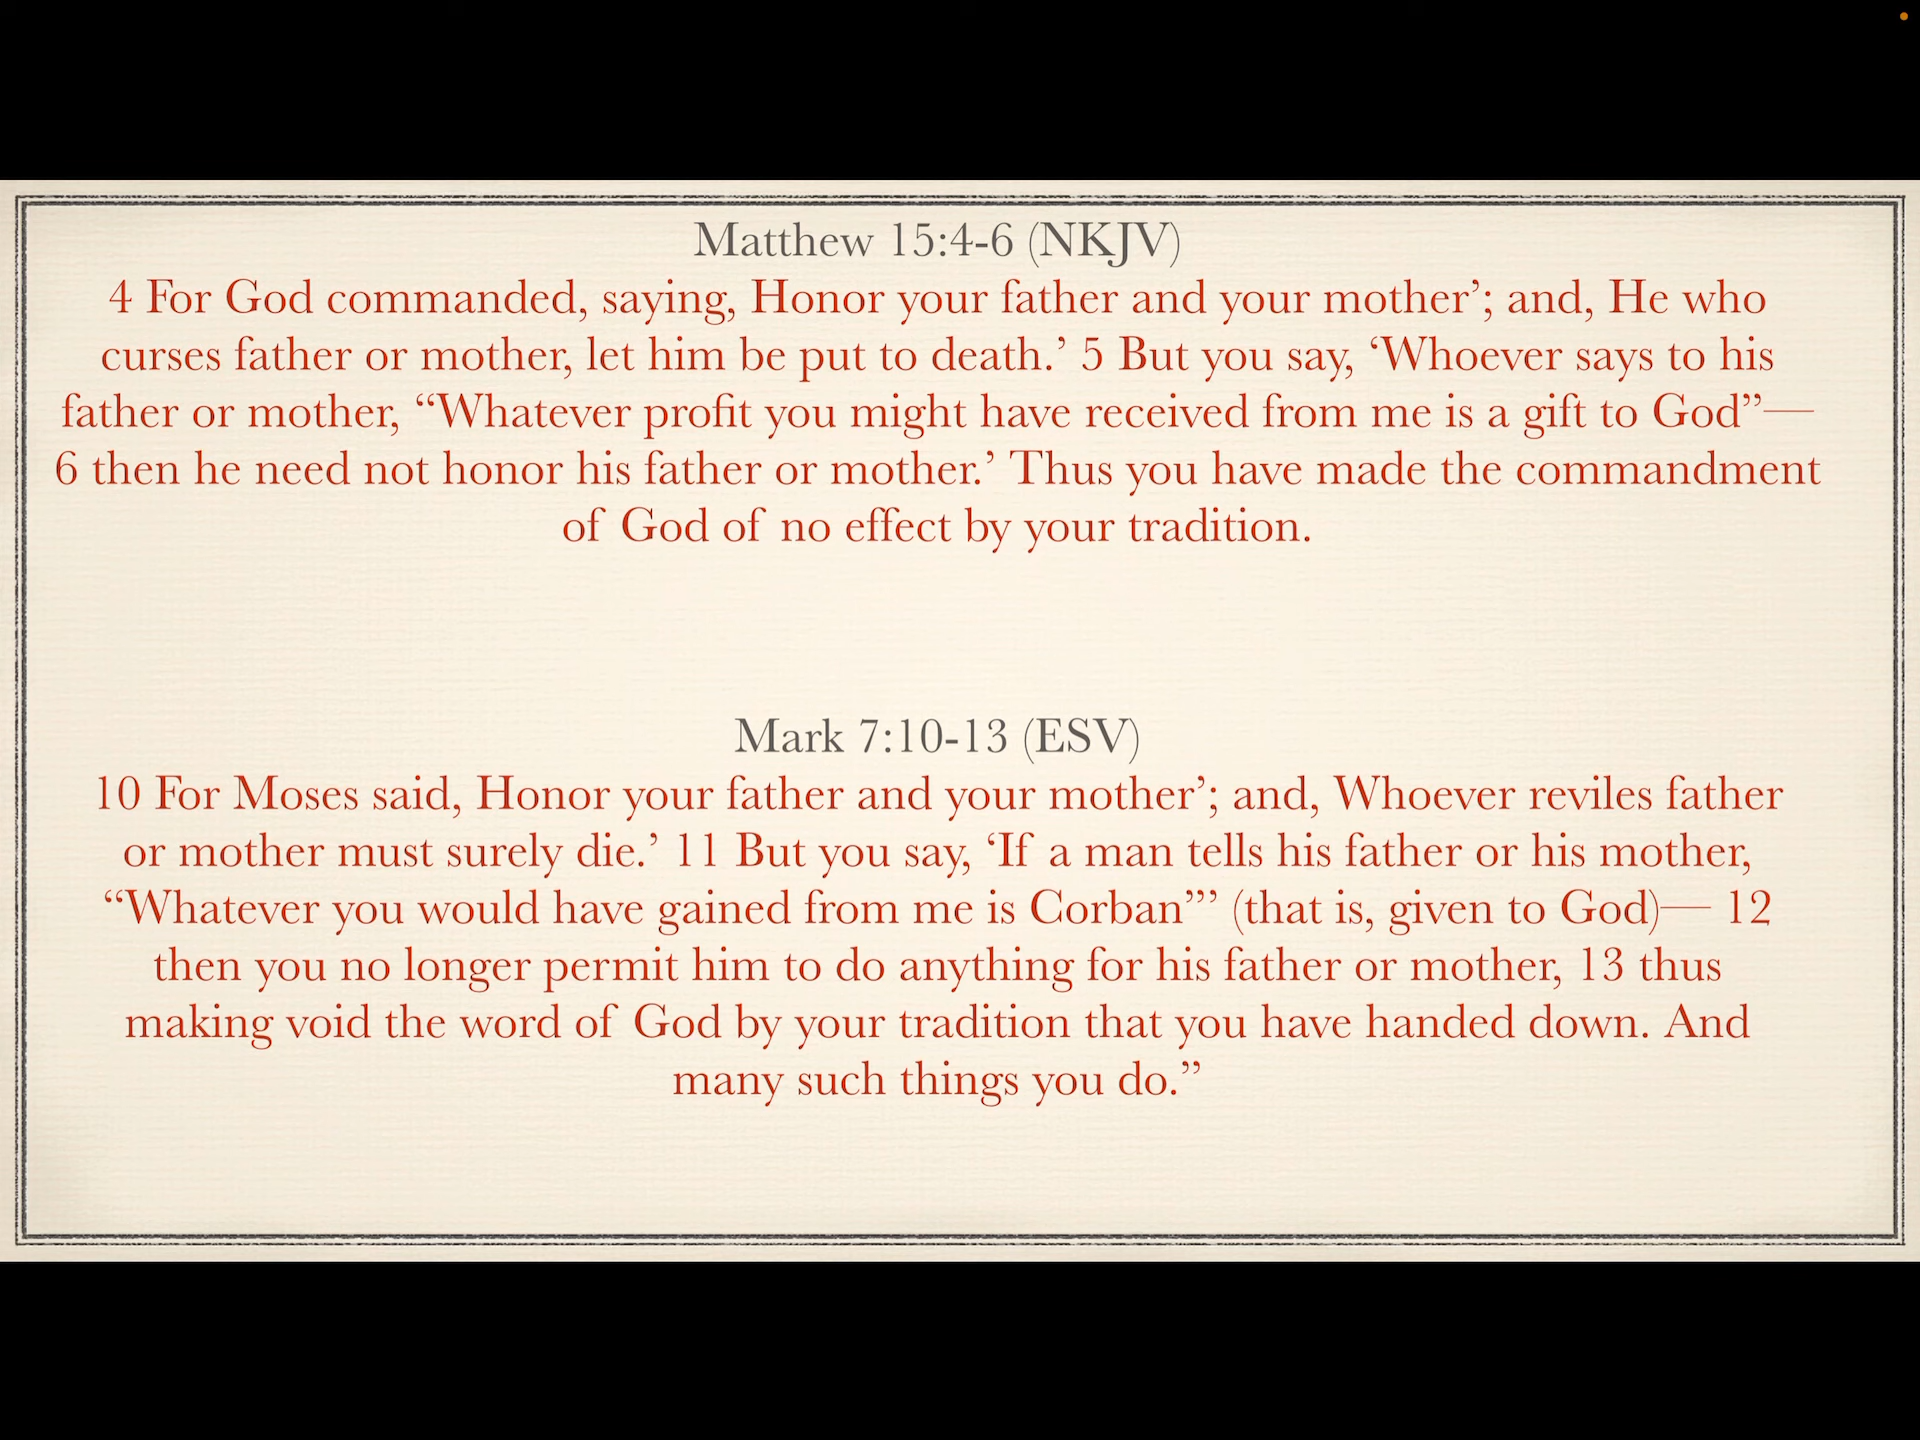 Matthew 15:4-6 (NKJV)
4 For God commanded, saying, Honor your father and your mother’; and, He who
curses father or mother, let him be put to death.’ 5 But you say, ‘Whoever says to his
father or mother, “Whatever profit you might have received from me is a gift to God”—
6 then he need not honor his father or mother.’ Thus you have made the commandment
of God of no effect by your tradition.
Mark 7:10-13 (ESV)
10 For Moses said, Honor your father and your mother’; and, Whoever reviles father
or mother must surely die.’ 11 But you say, ‘If a man tells his father or his mother,
“Whatever you would have gained from me is Corban”’ (that is, given to God)— 12
then you no longer permit him to do anything for his father or mother, 13 thus
making void the word of God by your tradition that you have handed down. And
many such things you do.”